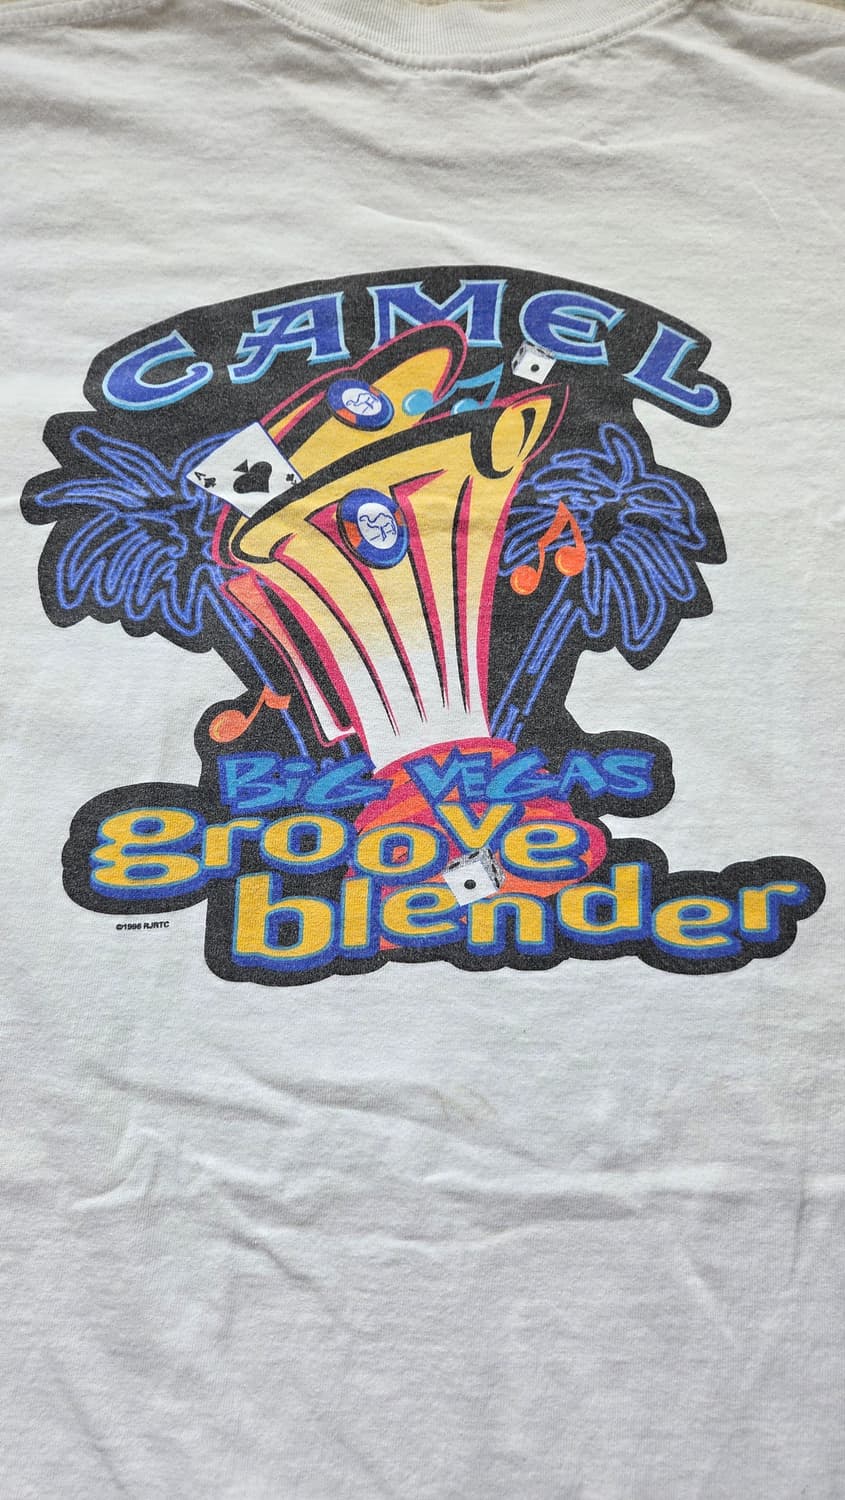 CAMEL
BiG VEGAS
groove
blender
©1996 RJRTC